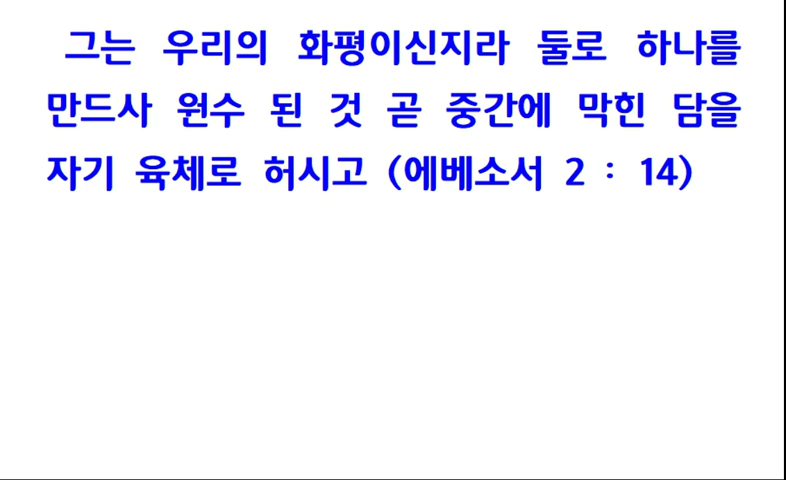 그는 우리의 화평이신지라 둘로 하나를
만드사 원수 된 것 곧 중간에 막힌 담을
자기 육체로 허시고 (에베소서 2 : 14)